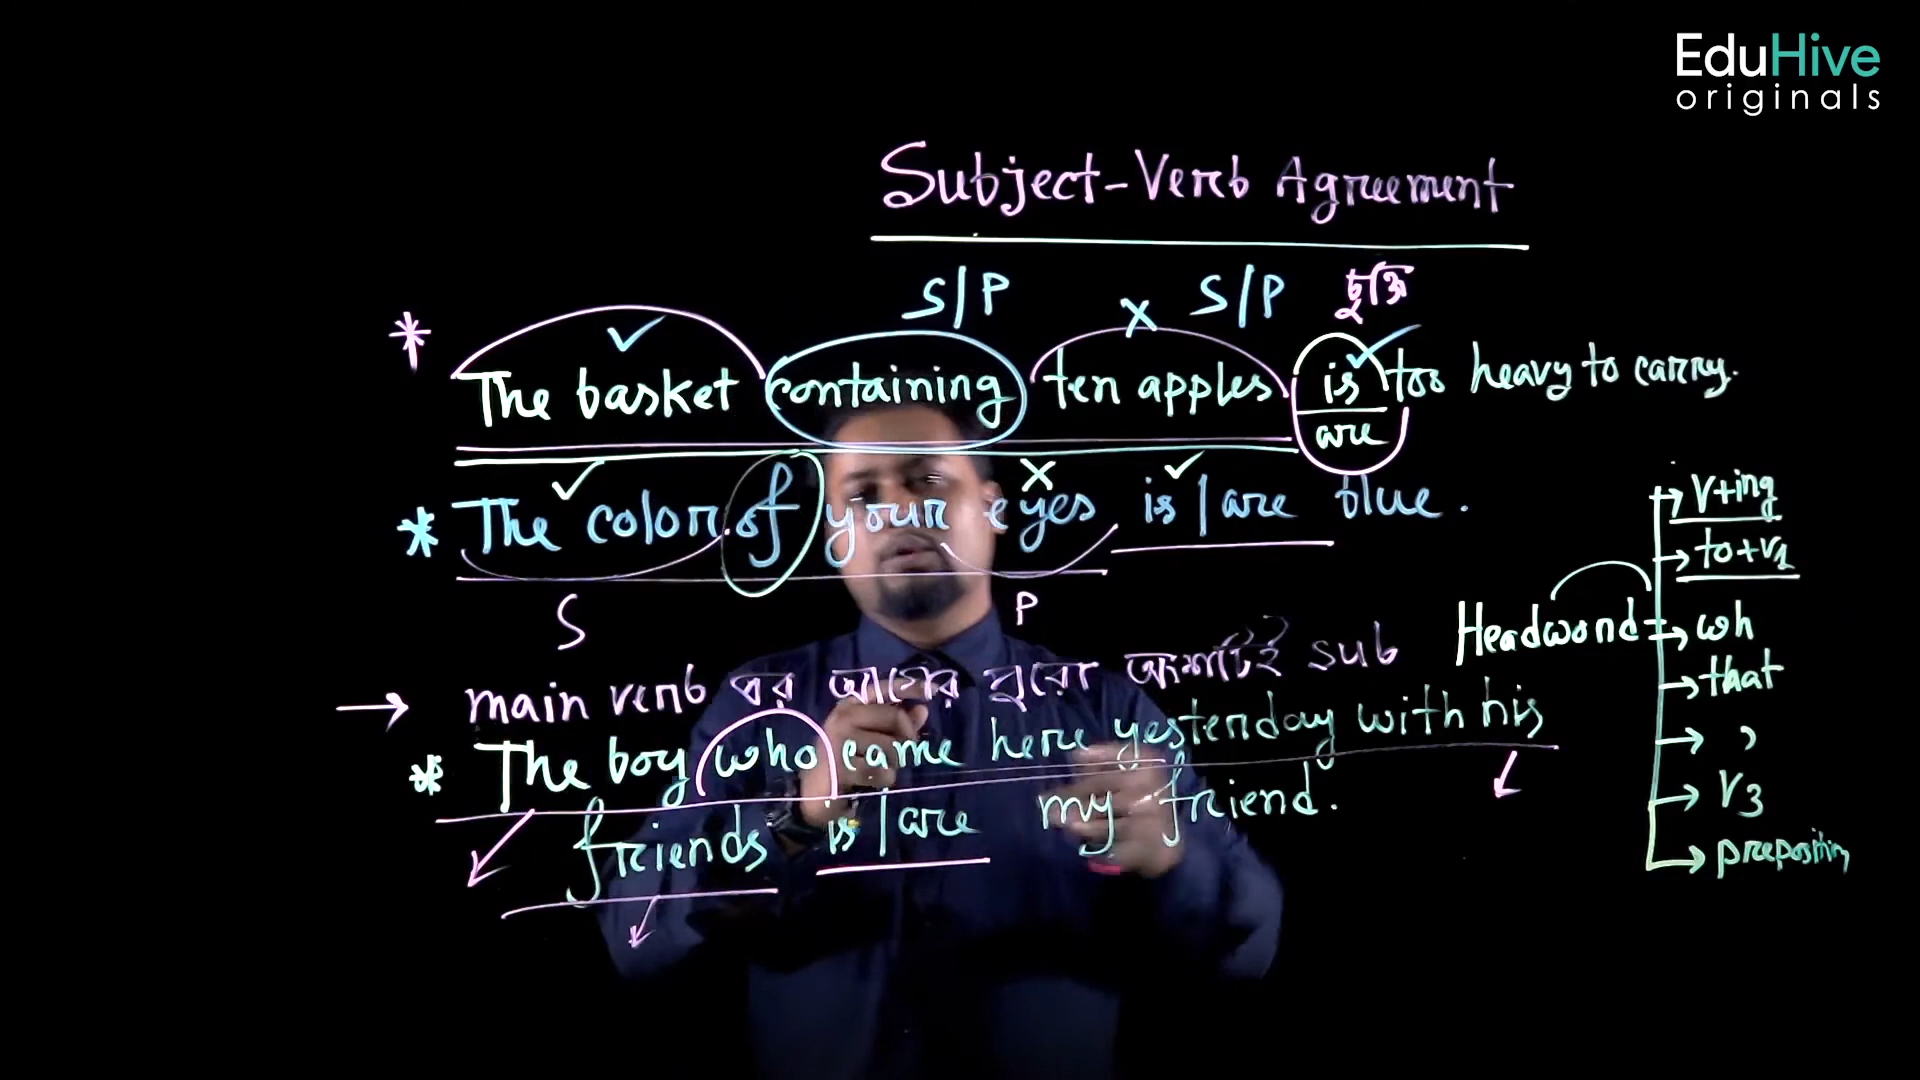 EduHive
originals
Subject-Verb Agreement
S/P x S/P
* The basket containing ten apples is too heavy to carry.
are
x
* The color of your eyes is/are blue.
S P
→ main verb এর আগের পুরো অংশটিই sub
* The boy who came here yesterday with his
friends is/are my friend.
Headword
→ V+ing
→ to+V1
→ wh
→ that
→ ,
→ V3
→ preposition